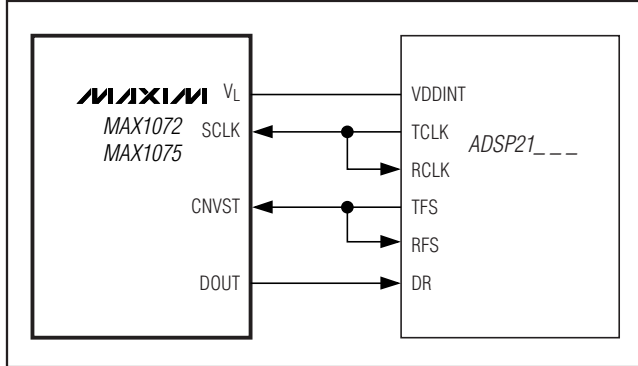 MAXIM
MAX1072
MAX1075
VL
SCLK
CNVST
DOUT
VDDINT
TCLK
RCLK
TFS
RFS
DR
ADSP21_ _ _